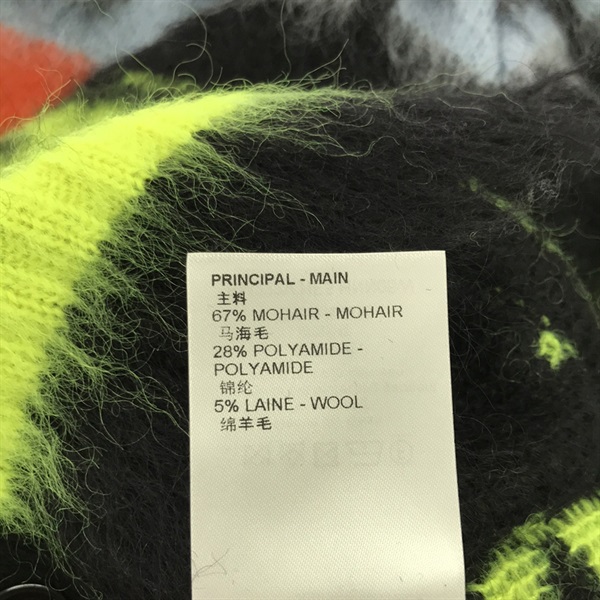 PRINCIPAL - MAIN
主料
67% MOHAIR - MOHAIR
马海毛
28% POLYAMIDE -
POLYAMIDE
锦纶
5% LAINE - WOOL
绵羊毛